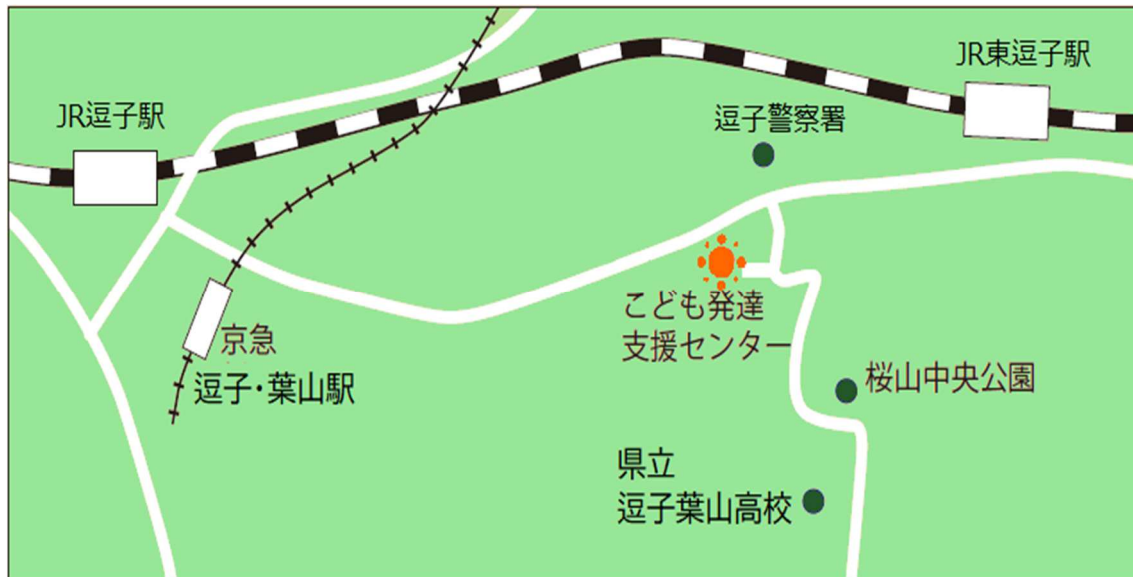 JR東逗子駅
JR逗子駅
逗子警察署
こども発達
支援センター
京急
逗子・葉山駅
桜山中央公園
県立
逗子葉山高校